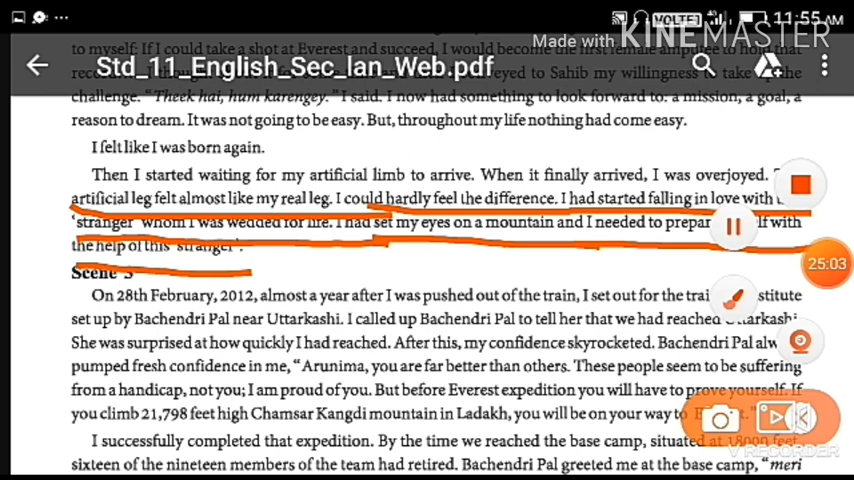 VOLTE1 4G 11:55 AM
Made with KINEMASTER
Std_11_English_Sec_lan_Web.pdf
to myself: If I could take a shot at Everest and succeed, I would become the first female amputee to hold that
challenge. "Theek hai, hum karengey." I said. I now had something to look forward to: a mission, a goal, a
reason to dream. It was not going to be easy. But, throughout my life nothing had come easy.
I felt like I was born again.
Then I started waiting for my artificial limb to arrive. When it finally arrived, I was overjoyed.
artificial leg felt almost like my real leg. I could hardly feel the difference. I had started falling in love with
'stranger' whom I was wedded for life. I had set my eyes on a mountain and I needed to with
the help of this 'stranger'.
Scene 3
On 28th February, 2012, almost a year after I was pushed out of the train, I set out for the
set up by Bachendri Pal near Uttarkashi. I called up Bachendri Pal to tell her that we had reached Uttarkashi.
She was surprised at how quickly I had reached. After this, my confidence skyrocketed. Bachendri Pal
pumped fresh confidence in me, "Arunima, you are far better than others. These people seem to be suffering
from a handicap, not you; I am proud of you. But before Everest expedition you will have to prove yourself. If
you climb 21,798 feet high Chamsar Kangdi mountain in Ladakh, you will be on your way to
I successfully completed that expedition. By the time we reached the base camp, situated at 18000 feet,
sixteen of the nineteen members of the team had retired. Bachendri Pal greeted me at the base camp, "meri
25:03
VIDEO RECORDER